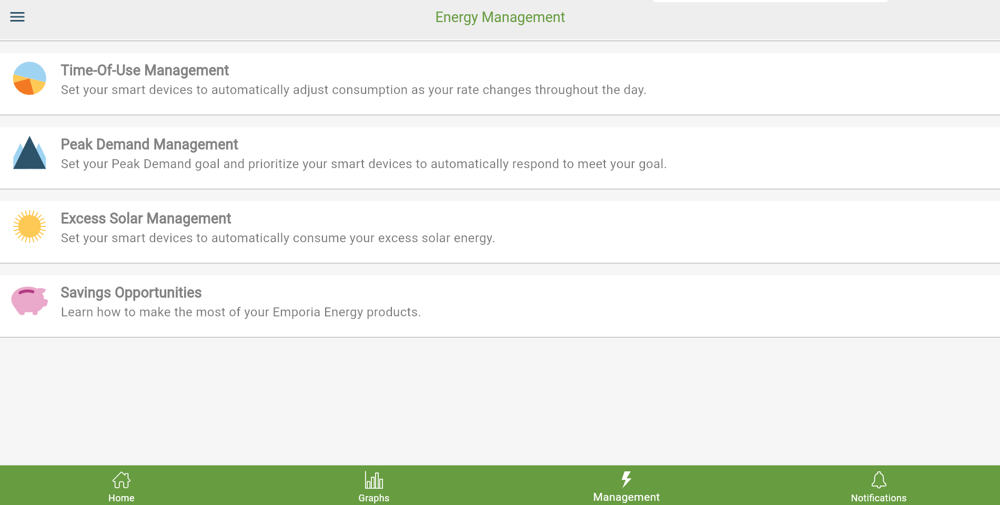 Energy Management
Time-Of-Use Management
Set your smart devices to automatically adjust consumption as your rate changes throughout the day.
Peak Demand Management
Set your Peak Demand goal and prioritize your smart devices to automatically respond to meet your goal.
Excess Solar Management
Set your smart devices to automatically consume your excess solar energy.
Savings Opportunities
Learn how to make the most of your Emporia Energy products.
Home
Graphs
Management
Notifications